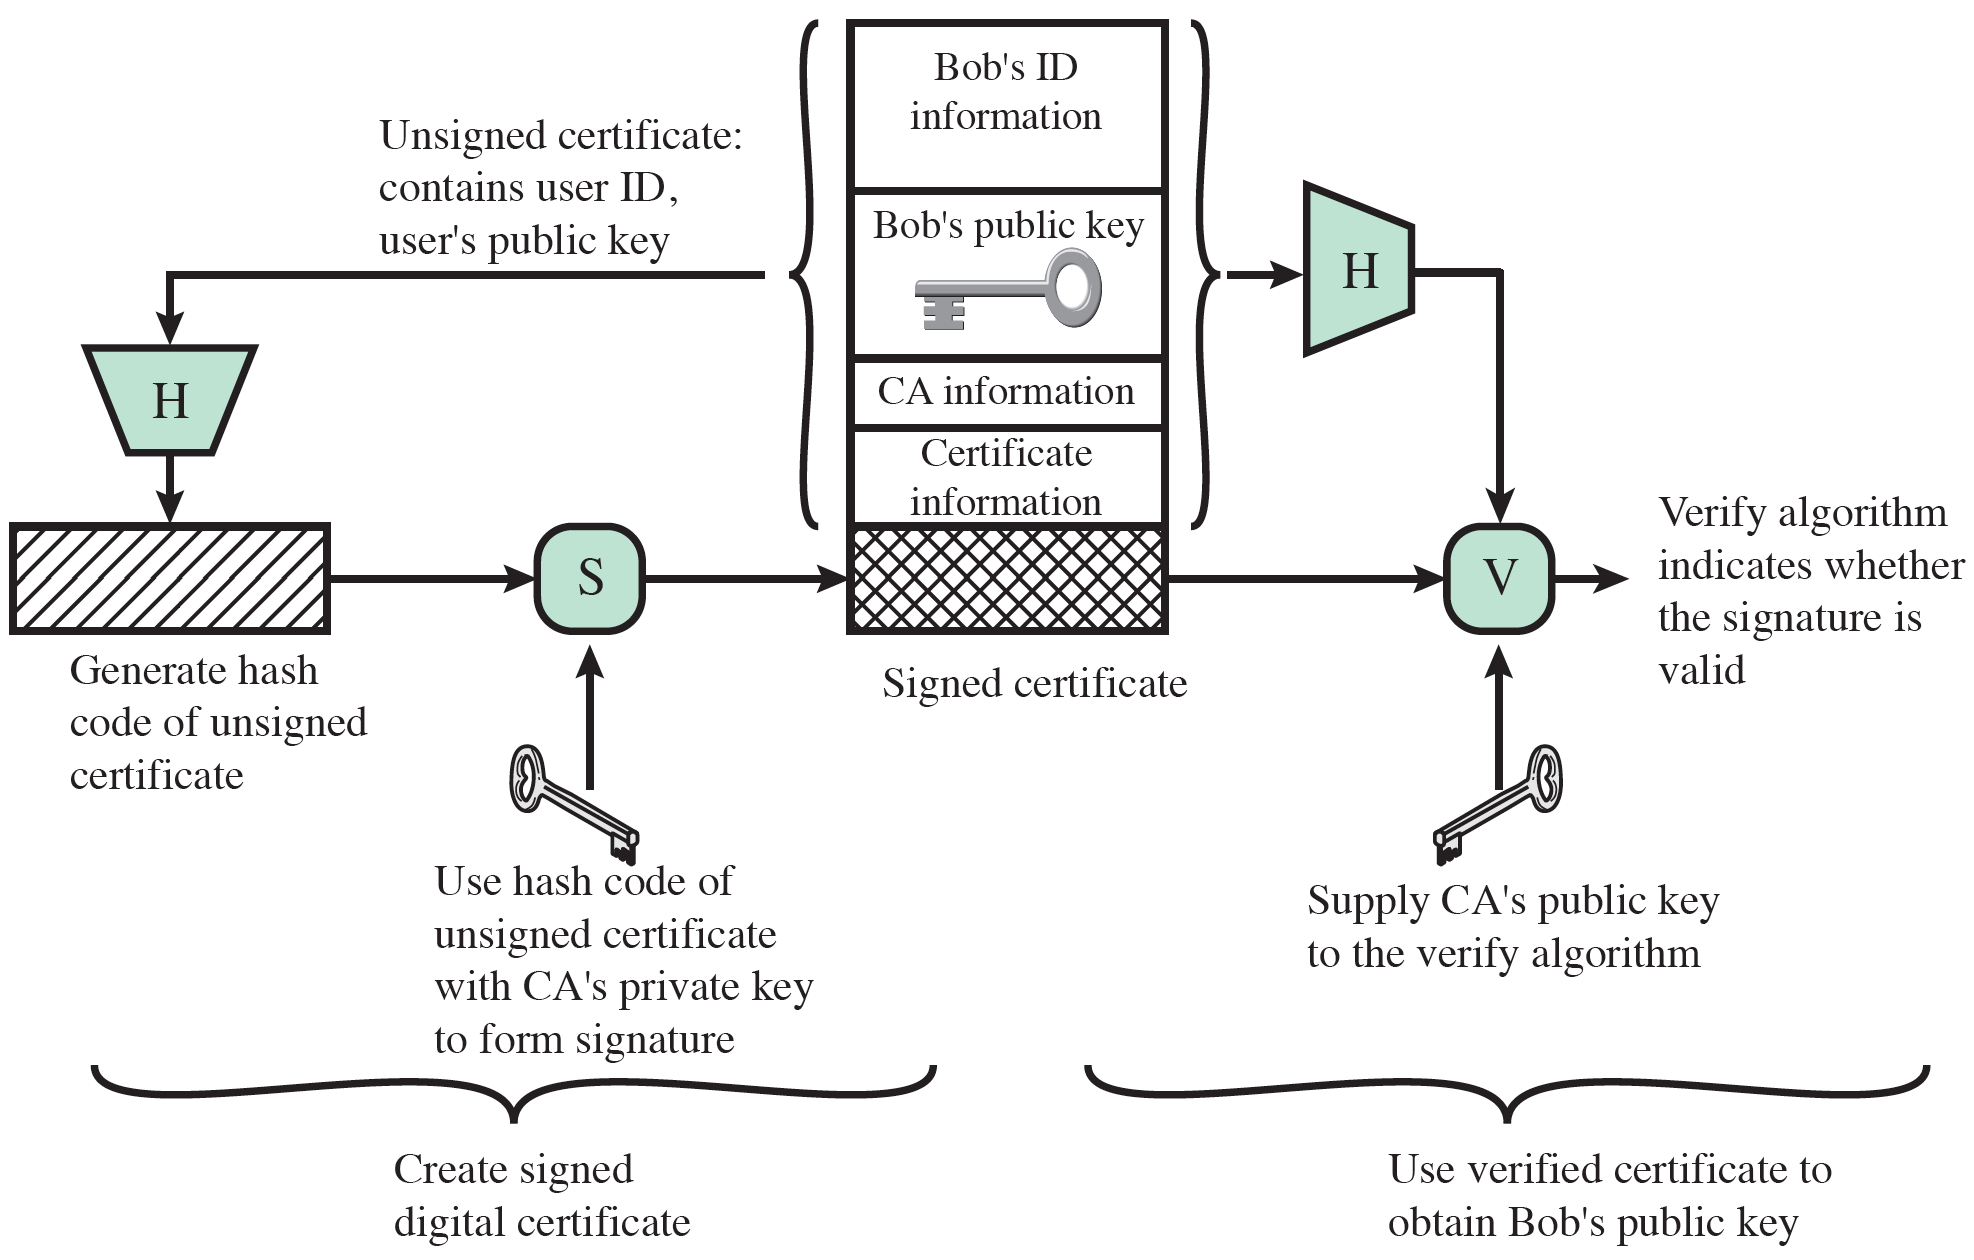 Bob's ID
information
Unsigned certificate:
contains user ID,
user's public key
Bob's public key
H
H
CA information
Certificate
information
S
V
Verify algorithm
indicates whether
the signature is
valid
Generate hash
code of unsigned
certificate
Signed certificate
Use hash code of
unsigned certificate
with CA's private key
to form signature
Supply CA's public key
to the verify algorithm
Create signed
digital certificate
Use verified certificate to
obtain Bob's public key